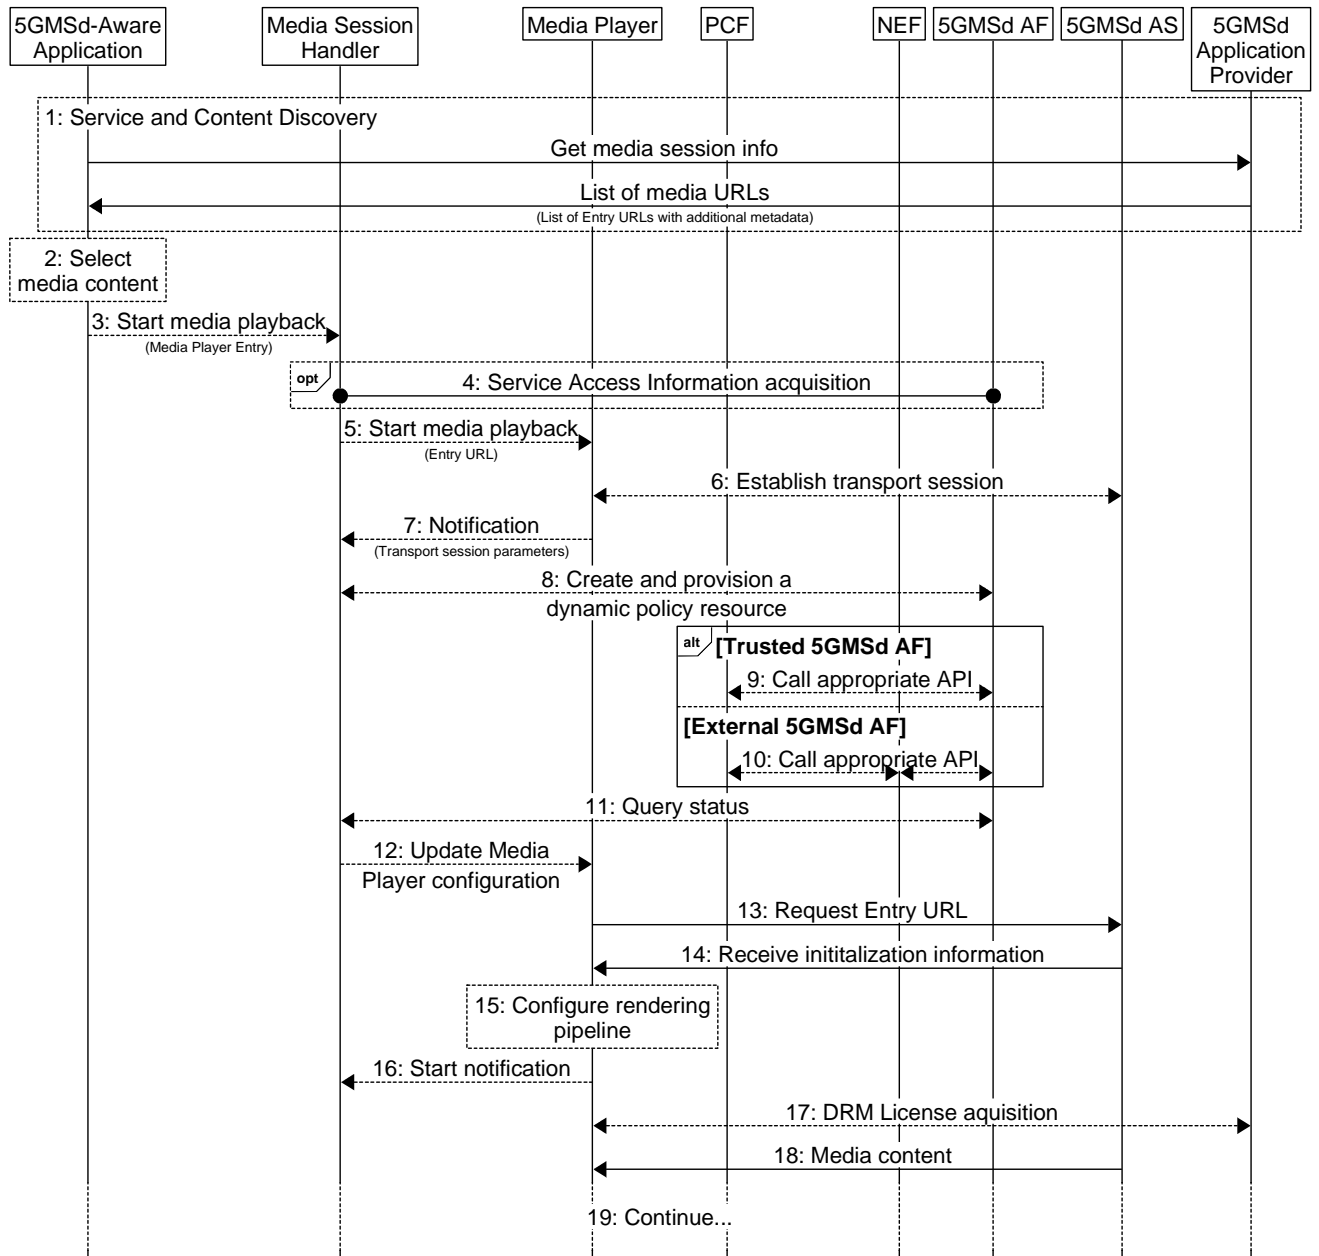 5GMSd-Aware
Application
Media Session
Handler
Media Player
PCF
NEF
5GMSd AF
5GMSd AS
5GMSd
Application
Provider
1: Service and Content Discovery
Get media session info
List of media URLs
(List of Entry URLs with additional metadata)
2: Select
media content
3: Start media playback
(Media Player Entry)
opt
4: Service Access Information acquisition
5: Start media playback
(Entry URL)
6: Establish transport session
7: Notification
(Transport session parameters)
8: Create and provision a
dynamic policy resource
alt
[Trusted 5GMSd AF]
9: Call appropriate API
[External 5GMSd AF]
10: Call appropriate API
11: Query status
12: Update Media
Player configuration
13: Request Entry URL
14: Receive inititalization information
15: Configure rendering
pipeline
16: Start notification
17: DRM License aquisition
18: Media content
19: Continue...